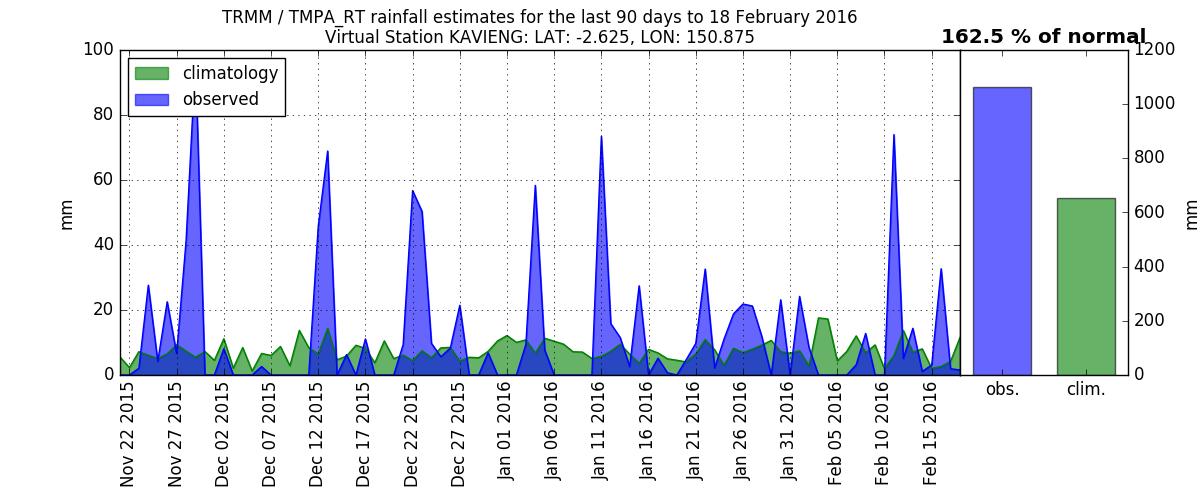 TRMM / TMPA_RT rainfall estimates for the last 90 days to 18 February 2016
Virtual Station KAVIENG: LAT: -2.625, LON: 150.875
162.5 % of normal
climatology
observed
100
80
60
40
20
0
mm
1200
1000
800
600
400
200
0
mm
Nov 22 2015
Nov 27 2015
Dec 02 2015
Dec 07 2015
Dec 12 2015
Dec 17 2015
Dec 22 2015
Dec 27 2015
Jan 01 2016
Jan 06 2016
Jan 11 2016
Jan 16 2016
Jan 21 2016
Jan 26 2016
Jan 31 2016
Feb 05 2016
Feb 10 2016
Feb 15 2016
obs.
clim.